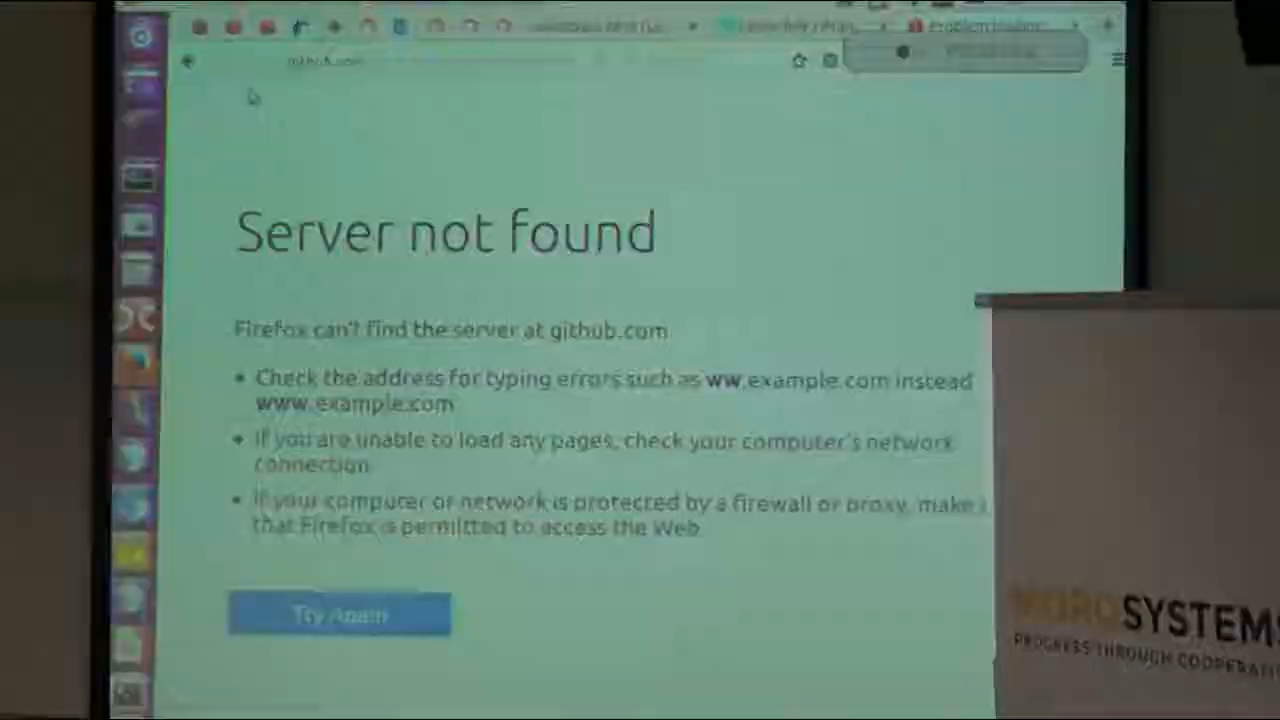 github.com
Server not found
Firefox can't find the server at github.com
• Check the address for typing errors such as ww.example.com instead
www.example.com
• If you are unable to load any pages, check your computer's network
connection
• If your computer or network is protected by a firewall or proxy, make
that Firefox is permitted to access the Web
Try Again
MOROSYSTEMS
PROGRESS THROUGH COOPERATI